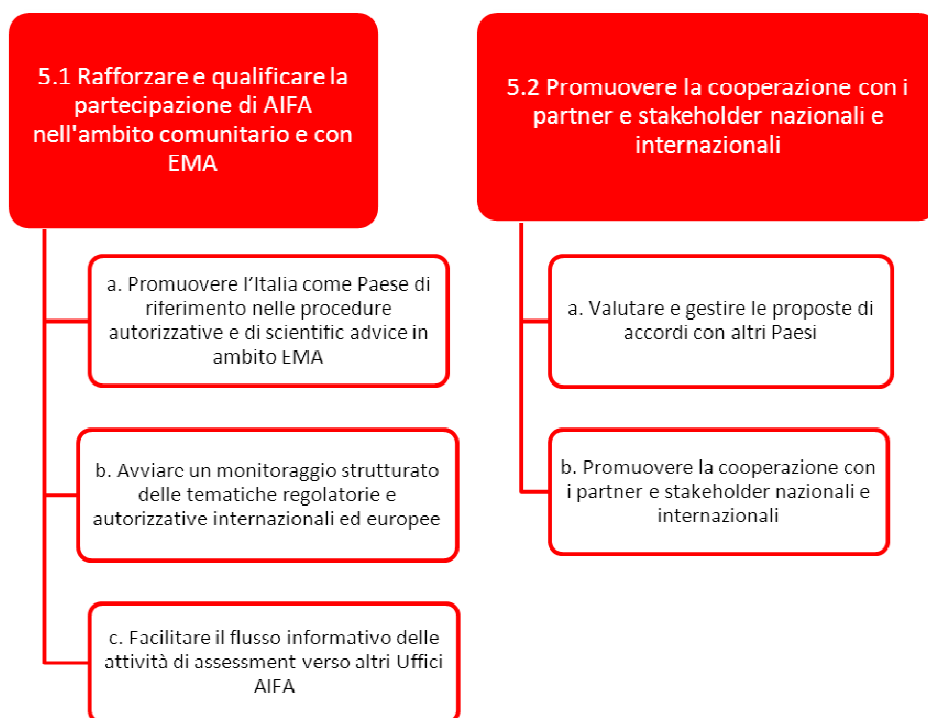 5.1 Rafforzare e qualificare la
partecipazione di AIFA
nell'ambito comunitario e con
EMA
a. Promuovere l'Italia come Paese di
riferimento nelle procedure
autorizzative e di scientific advice in
ambito EMA
b. Avviare un monitoraggio strutturato
delle tematiche regolatorie e
autorizzative internazionali ed europee
c. Facilitare il flusso informativo delle
attività di assessment verso altri Uffici
AIFA
5.2 Promuovere la cooperazione con i
partner e stakeholder nazionali e
internazionali
a. Valutare e gestire le proposte di
accordi con altri Paesi
b. Promuovere la cooperazione con
i partner e stakeholder nazionali e
internazionali